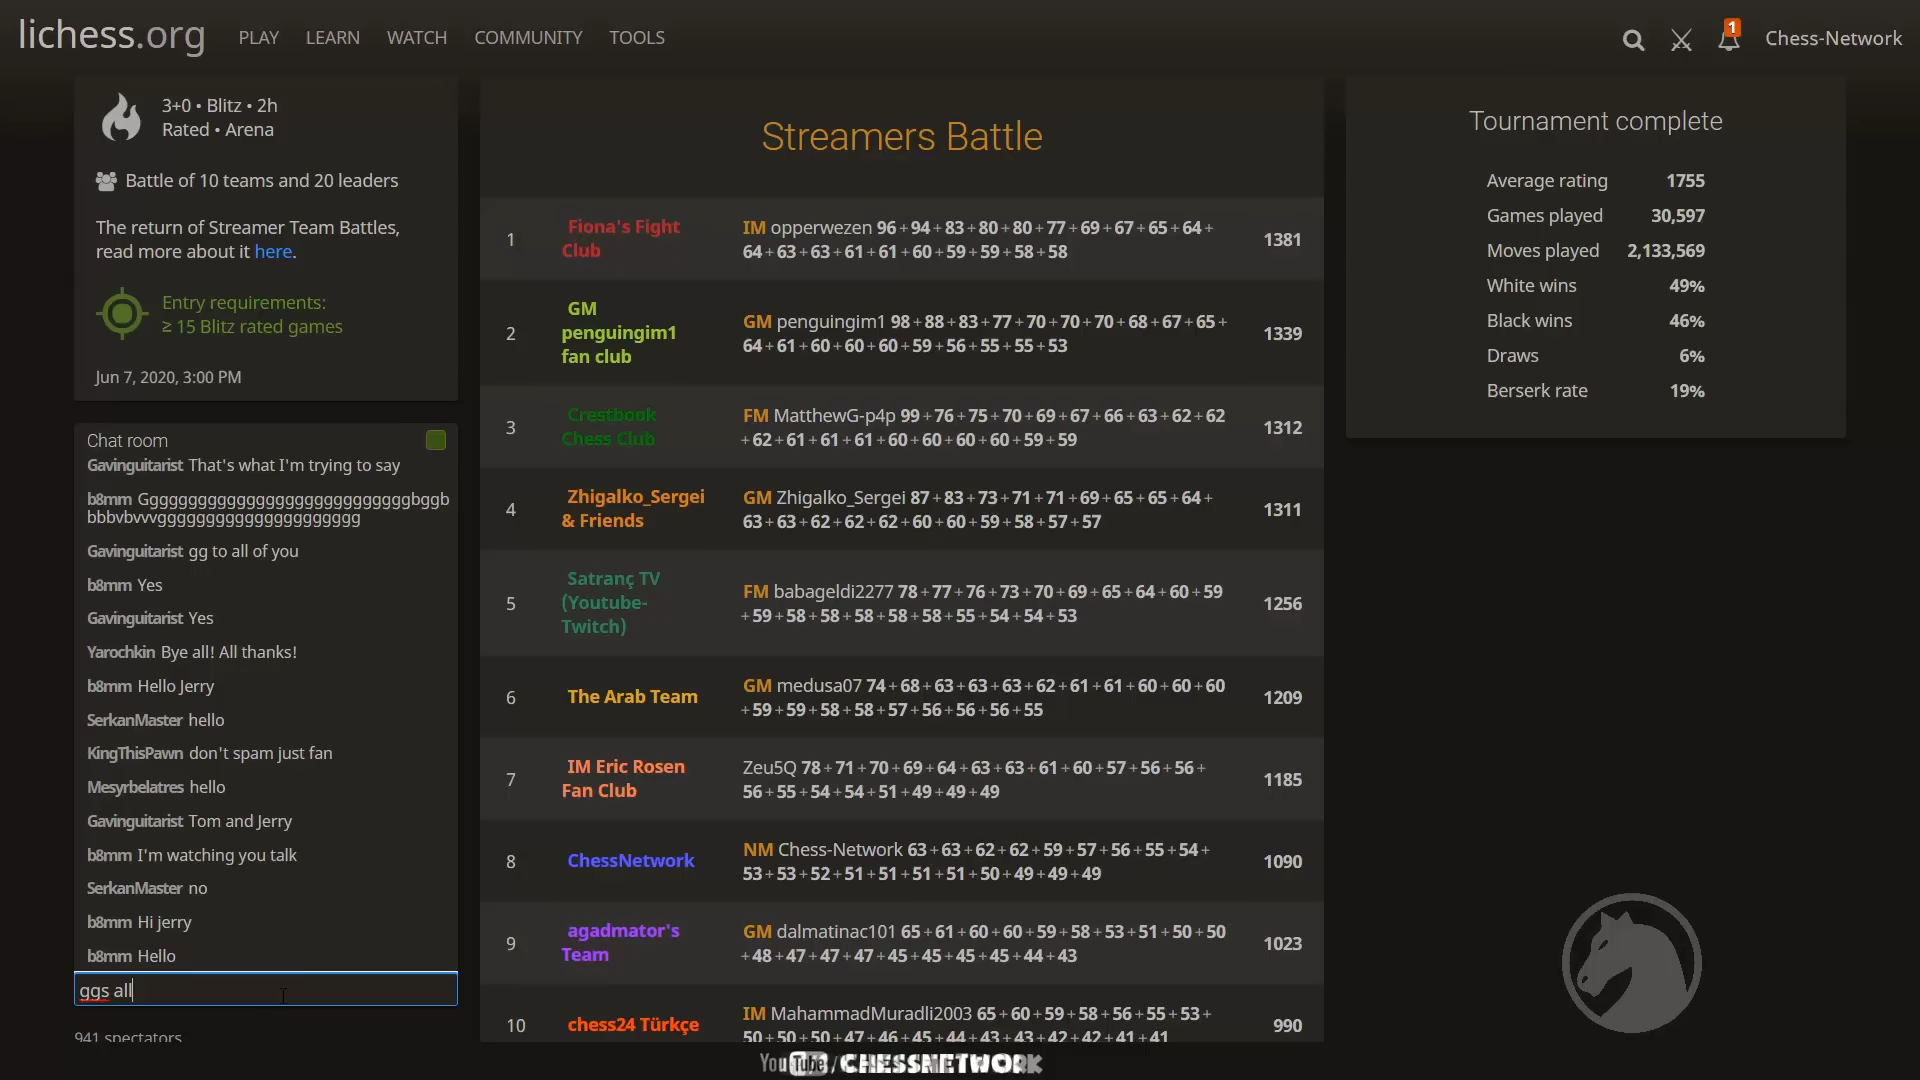 lichess.org PLAY LEARN WATCH COMMUNITY TOOLS 1 Chess-Network
3+0 • Blitz • 2h
Rated • Arena
Battle of 10 teams and 20 leaders
The return of Streamer Team Battles,
read more about it here.
Entry requirements:
≥ 15 Blitz rated games
Jun 7, 2020, 3:00 PM
Chat room
Gavinguitarist That's what I'm trying to say
b8mm Ggggggggggggggggggggggggggggbggb
bbbvbvvvggggggggggggggggggggg
Gavinguitarist gg to all of you
b8mm Yes
Gavinguitarist Yes
Yarochkin Bye all! All thanks!
b8mm Hello Jerry
SerkanMaster hello
KingThisPawn don't spam just fan
Mesyrbelatres hello
Gavinguitarist Tom and Jerry
b8mm I'm watching you talk
SerkanMaster no
b8mm Hi jerry
b8mm Hello
ggs all
941 spectators
Streamers Battle
1 Fiona's Fight Club IM opperwezen 96+94+83+80+80+77+69+67+65+64+ 1381
64+63+63+61+61+60+59+59+58+58
2 GM penguingim1 fan club GM penguingim1 98+88+83+77+70+70+70+68+67+65+ 1339
64+61+60+60+60+59+56+55+55+53
3 Crestbook Chess Club FM MatthewG-p4p 99+76+75+70+69+67+66+63+62+62 1312
+62+61+61+61+60+60+60+60+59+59
4 Zhigalko_Sergei & Friends GM Zhigalko_Sergei 87+83+73+71+71+69+65+65+64+ 1311
63+63+62+62+62+60+60+59+58+57+57
5 Satranç TV (Youtube-Twitch) FM babageldi2277 78+77+76+73+70+69+65+64+60+59 1256
+59+58+58+58+58+58+55+54+54+53
6 The Arab Team GM medusa07 74+68+63+63+63+62+61+61+60+60+60 1209
+59+59+58+58+57+56+56+56+55
7 IM Eric Rosen Fan Club Zeu5Q 78+71+70+69+64+63+63+61+60+57+56+56+ 1185
56+55+54+54+51+49+49+49
8 ChessNetwork NM Chess-Network 63+63+62+62+59+57+56+55+54+ 1090
53+53+52+51+51+51+51+50+49+49+49
9 agadmator's Team GM dalmatinac101 65+61+60+60+59+58+53+51+50+50 1023
+48+47+47+47+45+45+45+45+44+43
10 chess24 Türkçe IM MahammadMuradli2003 65+60+59+58+56+55+53+ 990
50+50+50+47+46+45+44+43+43+42+42+41+41
Tournament complete
Average rating 1755
Games played 30,597
Moves played 2,133,569
White wins 49%
Black wins 46%
Draws 6%
Berserk rate 19%
YouTube/CHESSNETWORK